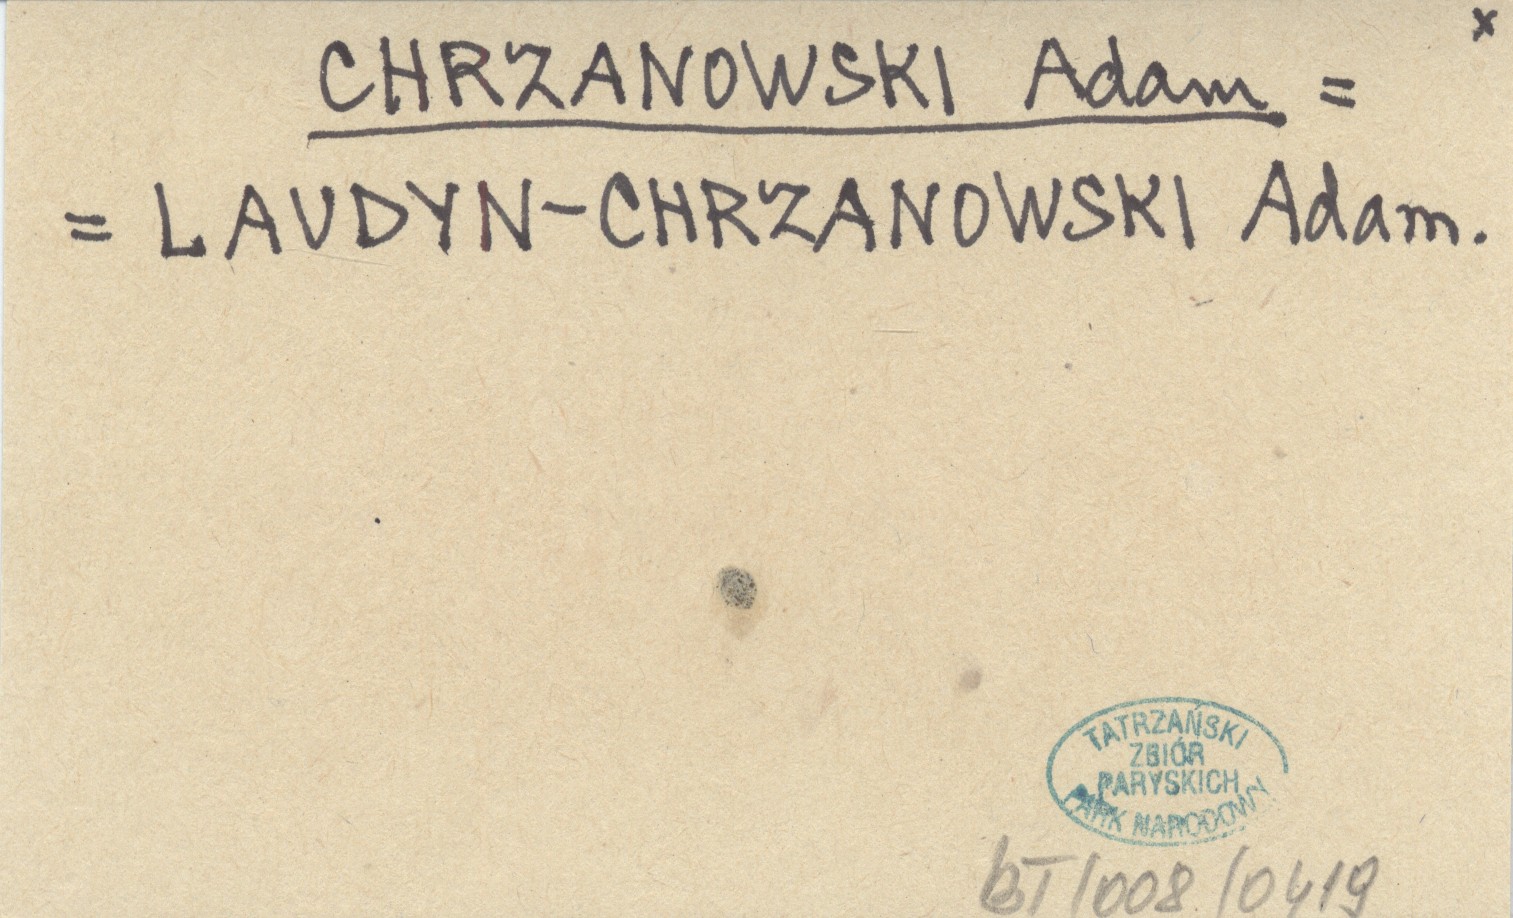 x
CHRZANOWSKI Adam =
= LAUDYN-CHRZANOWSKI Adam.
TATRZAŃSKI
ZBIÓR
PARYSKICH
PARK NARODOWY
BT/008/0419